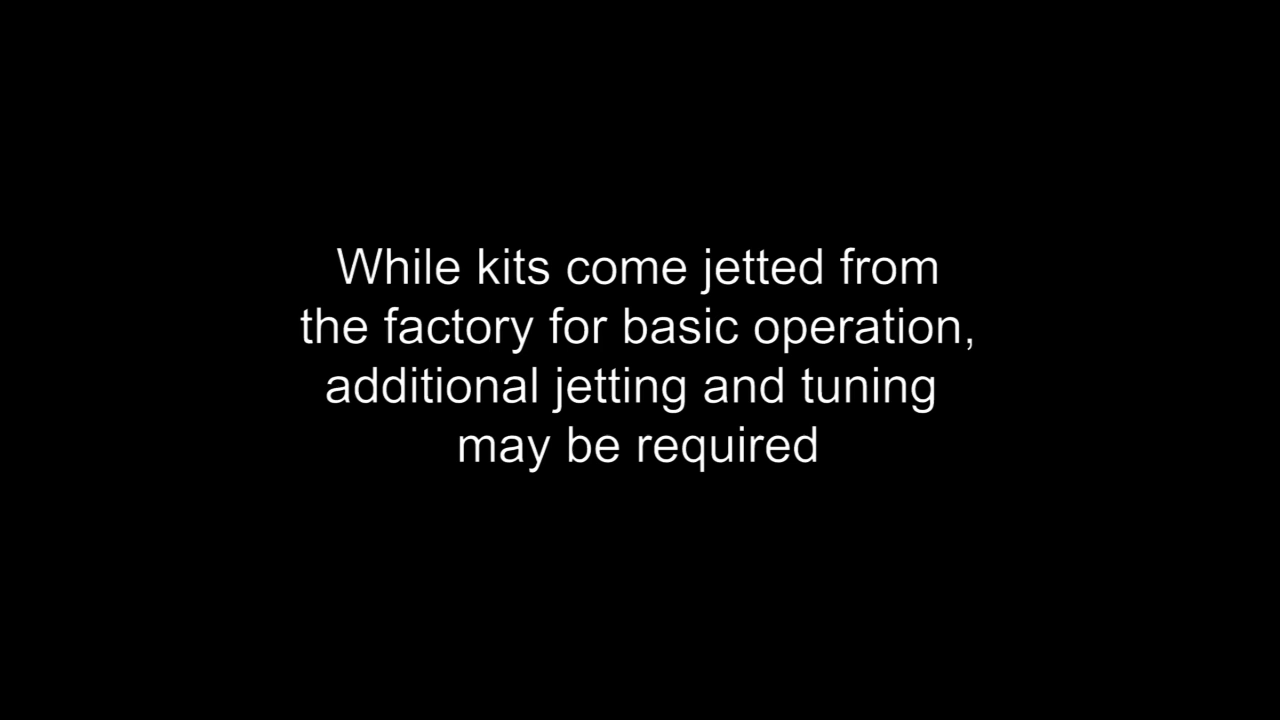 While kits come jetted from
the factory for basic operation,
additional jetting and tuning
may be required